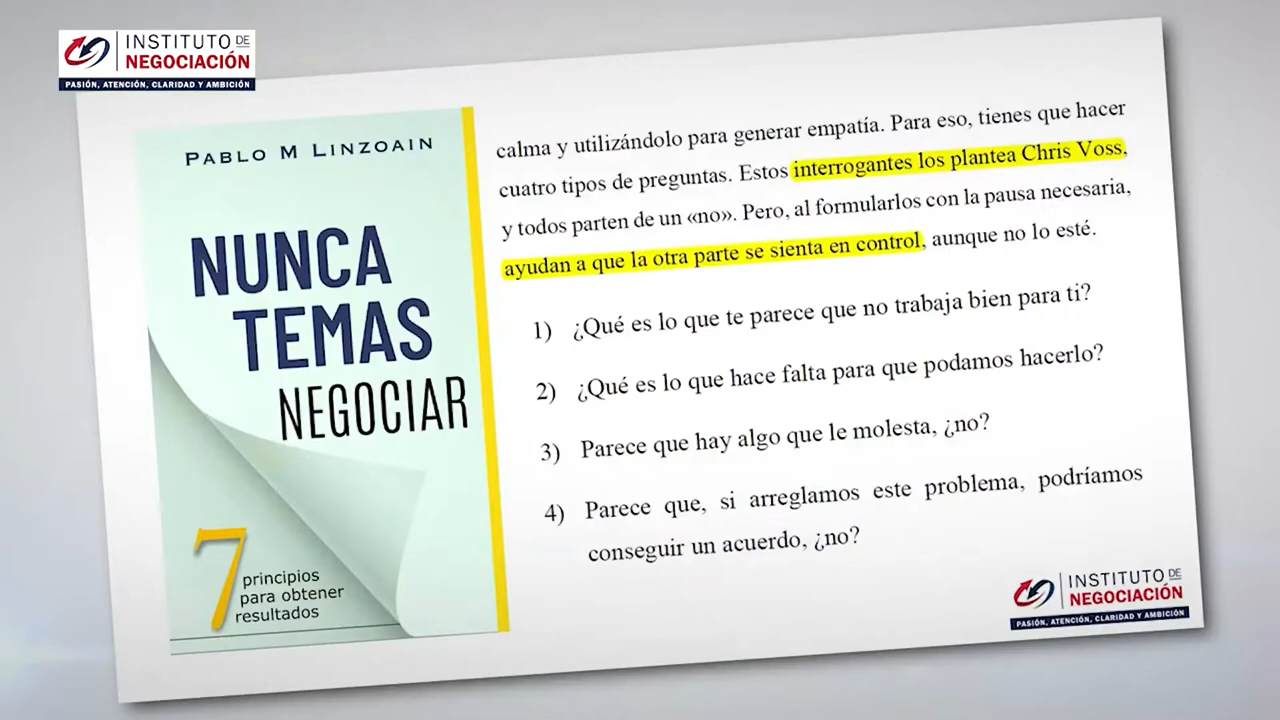 INSTITUTO DE
NEGOCIACIÓN
PASIÓN, ATENCIÓN, CLARIDAD Y AMBICIÓN
PABLO M LINZOAIN
NUNCA
TEMAS
NEGOCIAR
7
principios
para obtener
resultados
calma y utilizándolo para generar empatía. Para eso, tienes que hacer
cuatro tipos de preguntas. Estos interrogantes los plantea Chris Voss,
y todos parten de un «no». Pero, al formularlos con la pausa necesaria,
ayudan a que la otra parte se sienta en control, aunque no lo esté.
1) ¿Qué es lo que te parece que no trabaja bien para ti?
2) ¿Qué es lo que hace falta para que podamos hacerlo?
3) Parece que hay algo que le molesta, ¿no?
4) Parece que, si arreglamos este problema, podríamos
conseguir un acuerdo, ¿no?
INSTITUTO DE
NEGOCIACIÓN
PASIÓN, ATENCIÓN, CLARIDAD Y AMBICIÓN